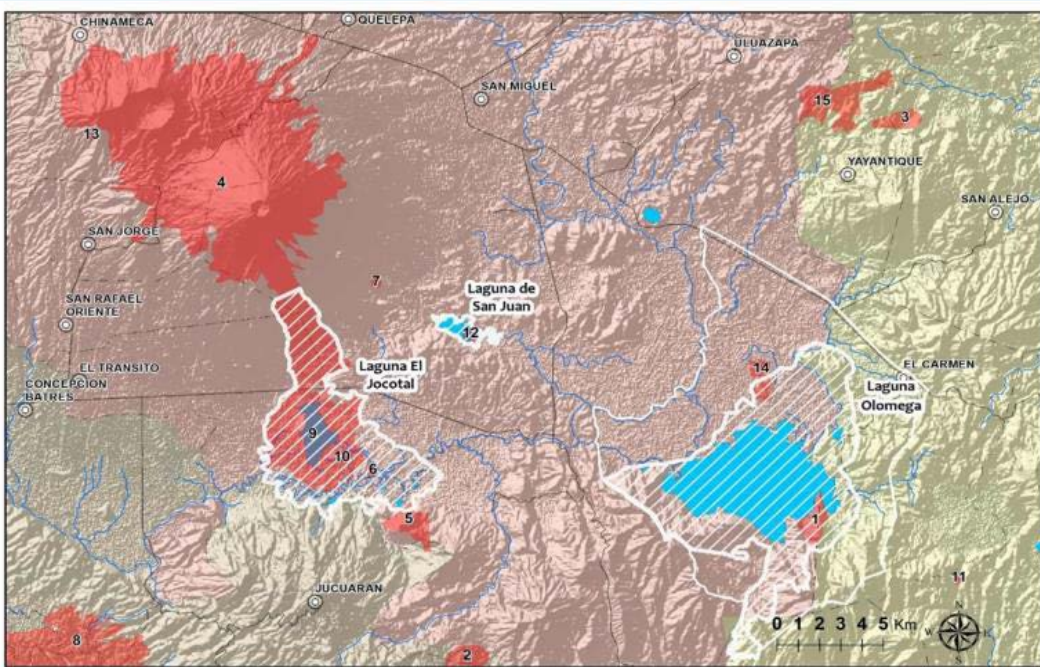 CHINAMECA
QUELEPA
ULUAZAPA
SAN MIGUEL
15
3
13
YAYANTIQUE
4
SAN ALEJO
SAN JORGE
7
Laguna de
San Juan
12
SAN RAFAEL
ORIENTE
EL TRANSITO
Laguna El
Jocotal
14
EL CARMEN
Laguna
Olomega
CONCEPCION
BATRES
9
10
6
5
1
11
JUCUARAN
N
W
E
S
0 1 2 3 4 5 Km
8
2